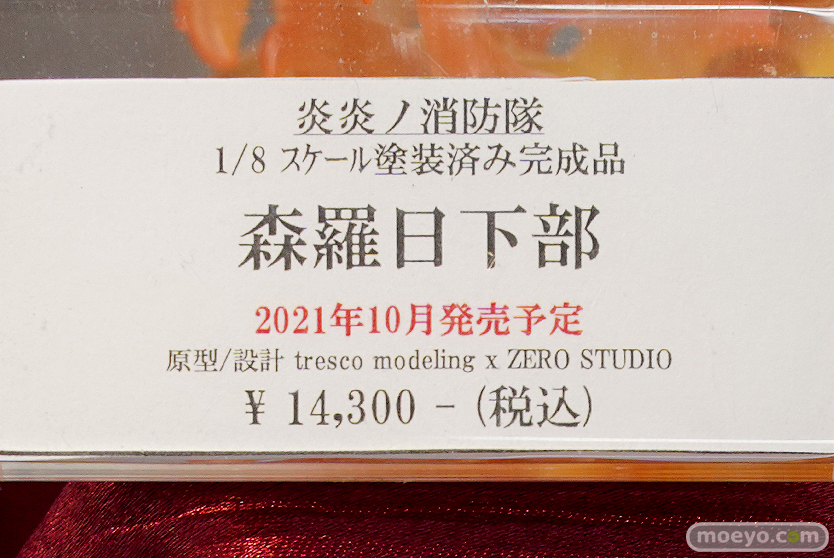 炎炎ノ消防隊
1/8 スケール塗装済み完成品
森羅日下部
2021年10月発売予定
原型/設計 tresco modeling x ZERO STUDIO
¥ 14,300 - (税込)
moeyo.com